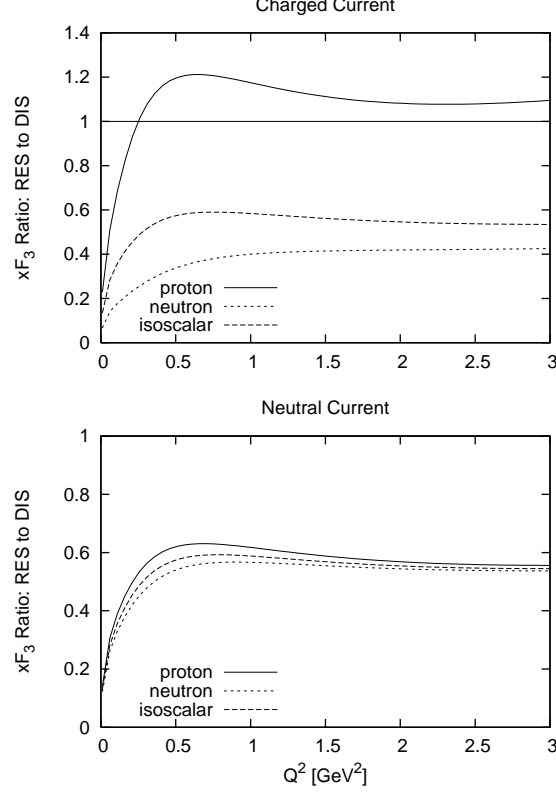 Charged Current
xF3 Ratio: RES to DIS
1.4
1.2
1
0.8
0.6
0.4
0.2
0
proton
neutron
isoscalar
0 0.5 1 1.5 2 2.5 3
Neutral Current
xF3 Ratio: RES to DIS
1
0.8
0.6
0.4
0.2
0
proton
neutron
isoscalar
0 0.5 1 1.5 2 2.5 3
Q² [GeV²]